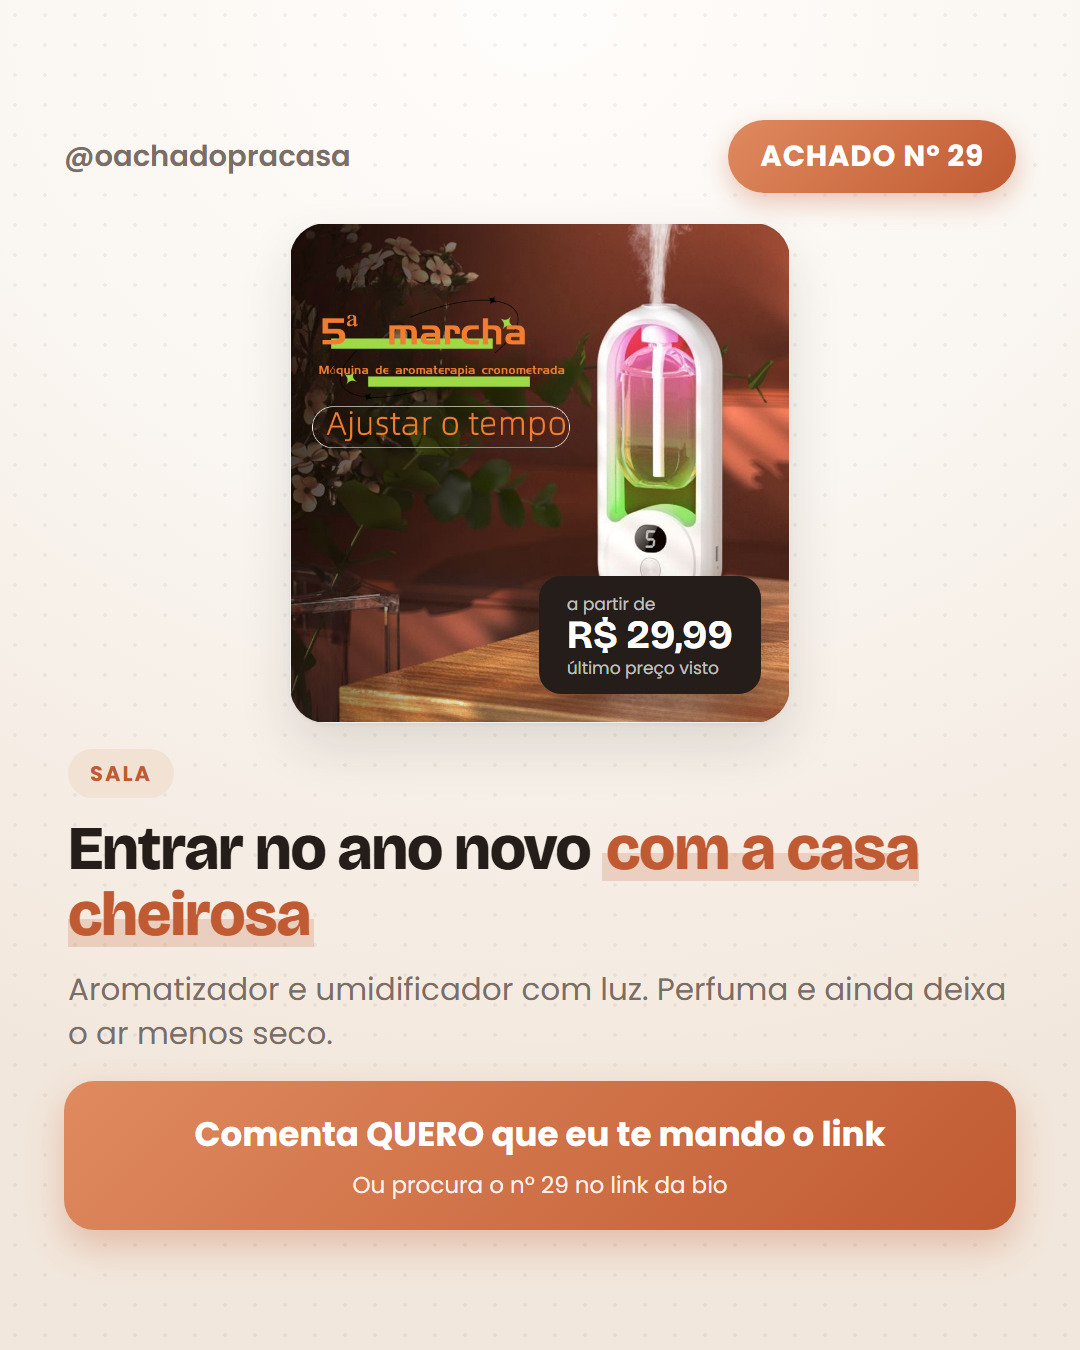 @oachadopracasa
ACHADO Nº 29
5ª marcha
Máquina de aromaterapia cronometrada
Ajustar o tempo
5
a partir de
R$ 29,99
último preço visto
SALA
Entrar no ano novo com a casa
cheirosa
Aromatizador e umidificador com luz. Perfuma e ainda deixa
o ar menos seco.
Comenta QUERO que eu te mando o link
Ou procura o nº 29 no link da bio